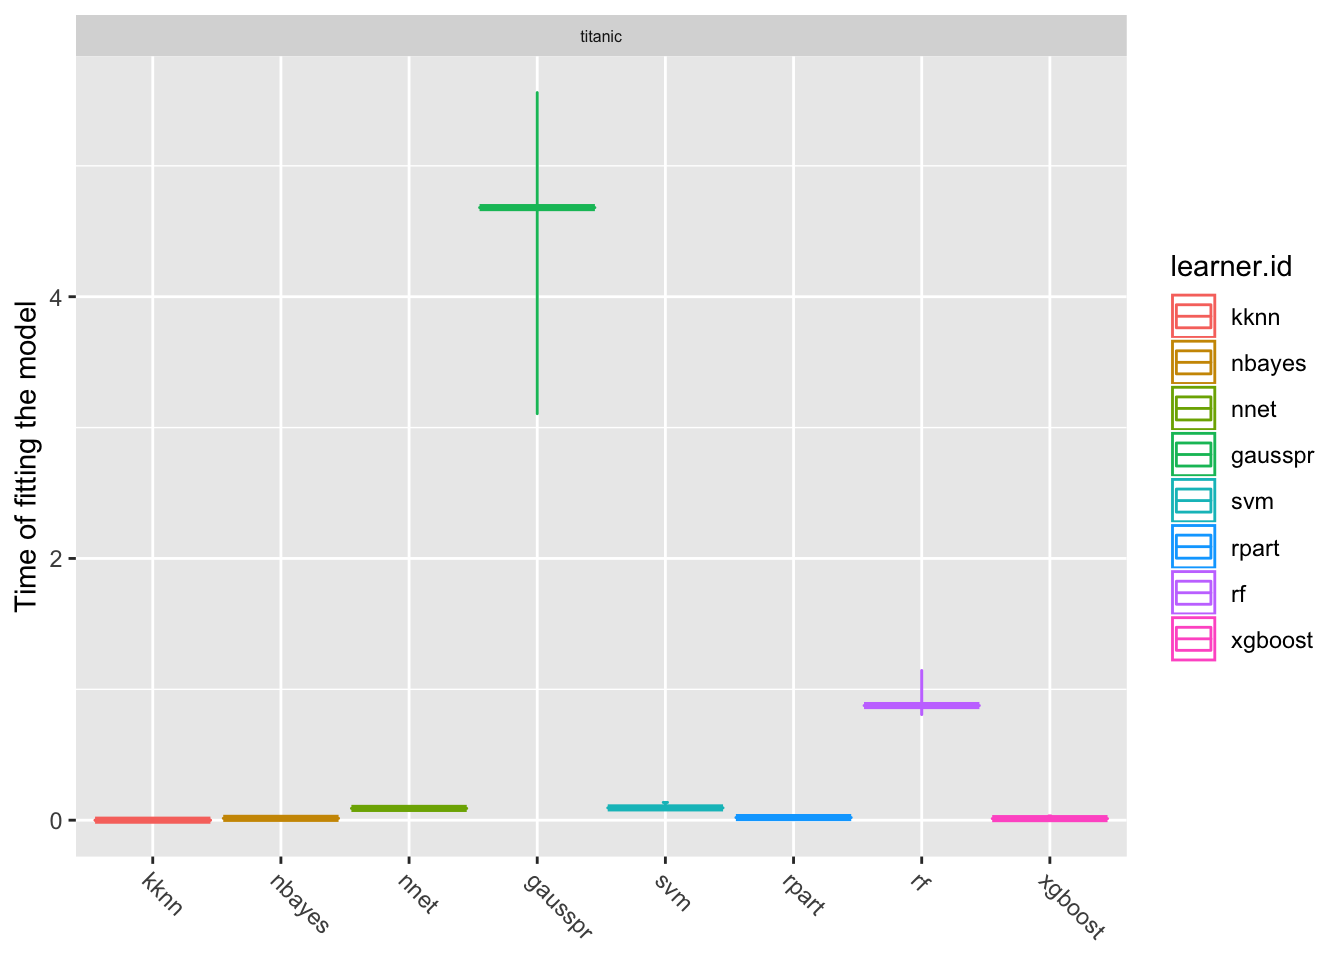 titanic
Time of fitting the model
4
2
0
kknn
nbayes
nnet
gausspr
svm
rpart
rf
xgboost
learner.id
kknn
nbayes
nnet
gausspr
svm
rpart
rf
xgboost